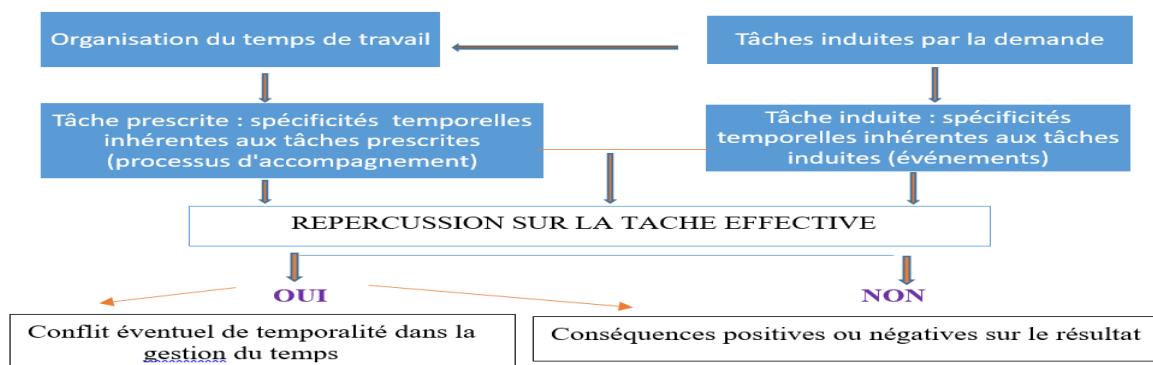 Organisation du temps de travail
Tâches induites par la demande
Tâche prescrite : spécificités temporelles
inhérentes aux tâches prescrites
(processus d'accompagnement)
Tâche induite : spécificités
temporelles inhérentes aux tâches
induites (événements)
REPERCUSSION SUR LA TACHE EFFECTIVE
OUI
NON
Conflit éventuel de temporalité dans la
gestion du temps
Conséquences positives ou négatives sur le résultat